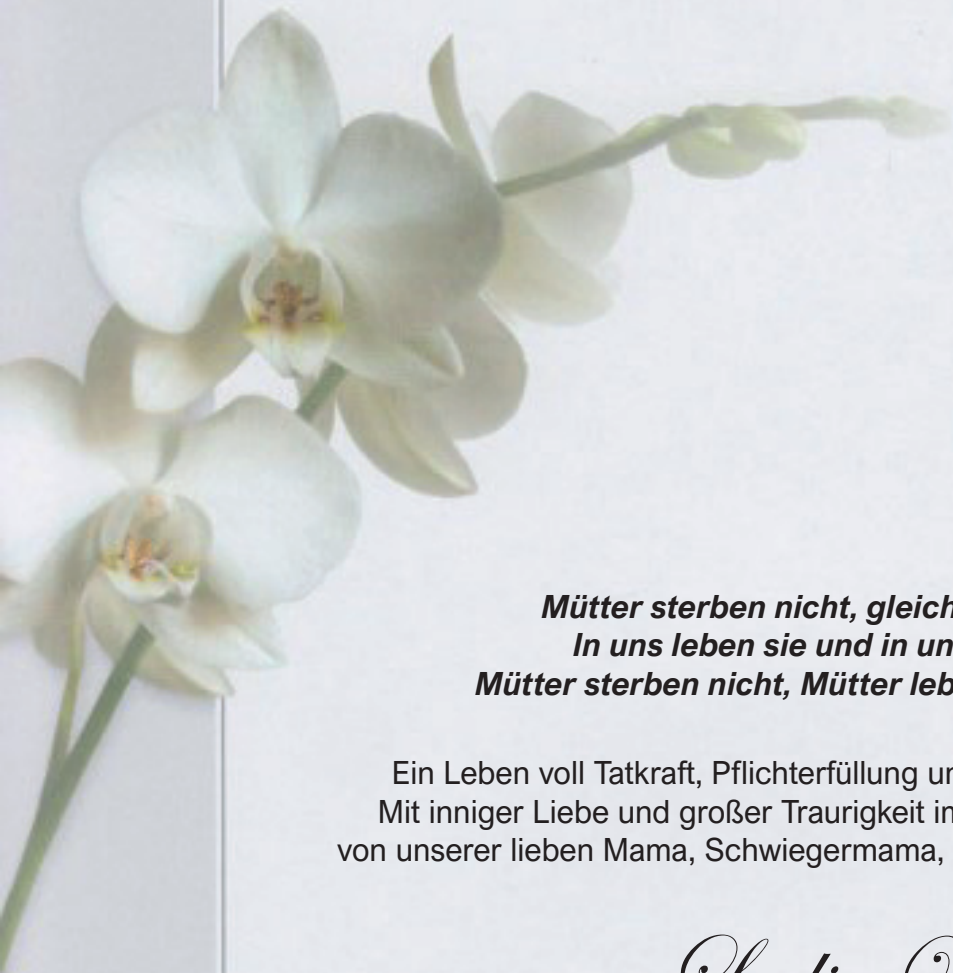 Mütter sterben nicht, gleich
In uns leben sie und in un
Mütter sterben nicht, Mütter leb
Ein Leben voll Tatkraft, Pflichterfüllung un
Mit inniger Liebe und großer Traurigkeit im
von unserer lieben Mama, Schwiegermama,